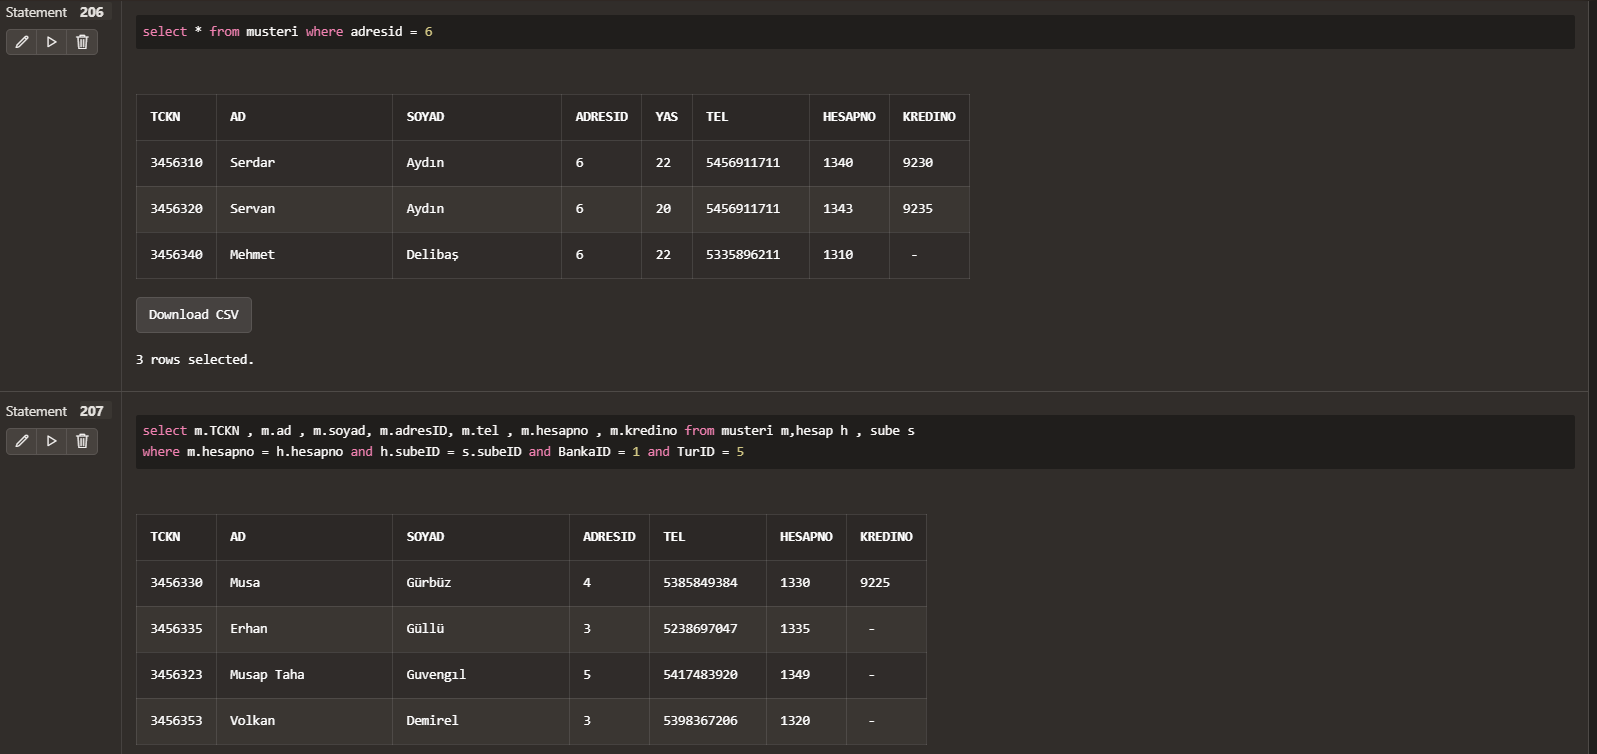 Statement 206
select * from musteri where adresid = 6
TCKN AD SOYAD ADRESID YAS TEL HESAPNO KREDINO
3456310 Serdar Aydın 6 22 5456911711 1340 9230
3456320 Servan Aydın 6 20 5456911711 1343 9235
3456340 Mehmet Delibaş 6 22 5335896211 1310 -
Download CSV
3 rows selected.
Statement 207
select m.TCKN , m.ad , m.soyad, m.adresID, m.tel , m.hesapno , m.kredino from musteri m,hesap h , sube s
where m.hesapno = h.hesapno and h.subeID = s.subeID and BankaID = 1 and TurID = 5
TCKN AD SOYAD ADRESID TEL HESAPNO KREDINO
3456330 Musa Gürbüz 4 5385849384 1330 9225
3456335 Erhan Güllü 3 5238697047 1335 -
3456323 Musap Taha Guvengıl 5 5417483920 1349 -
3456353 Volkan Demirel 3 5398367206 1320 -